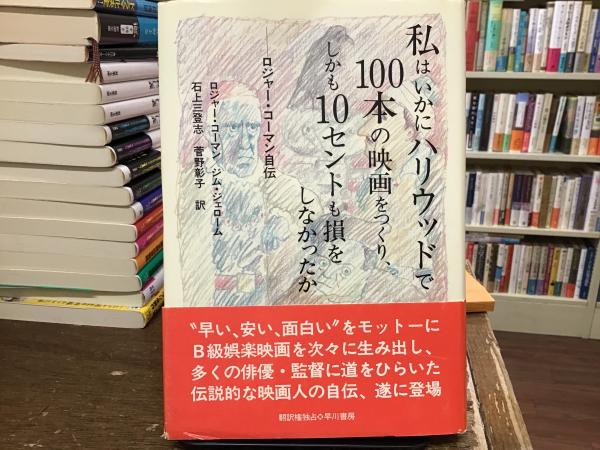 私はいかにハリウッドで
100本の映画をつくり、
しかも10セントも損を
しなかったか
ロジャー・コーマン自伝
ロジャー・コーマン ジム・ジェローム
石上三登志 菅野彰子 訳
"早い、安い、面白い"をモットーに
B級娯楽映画を次々に生み出し、
多くの俳優・監督に道をひらいた
伝説的な映画人の自伝、遂に登場
翻訳権独占◇早川書房